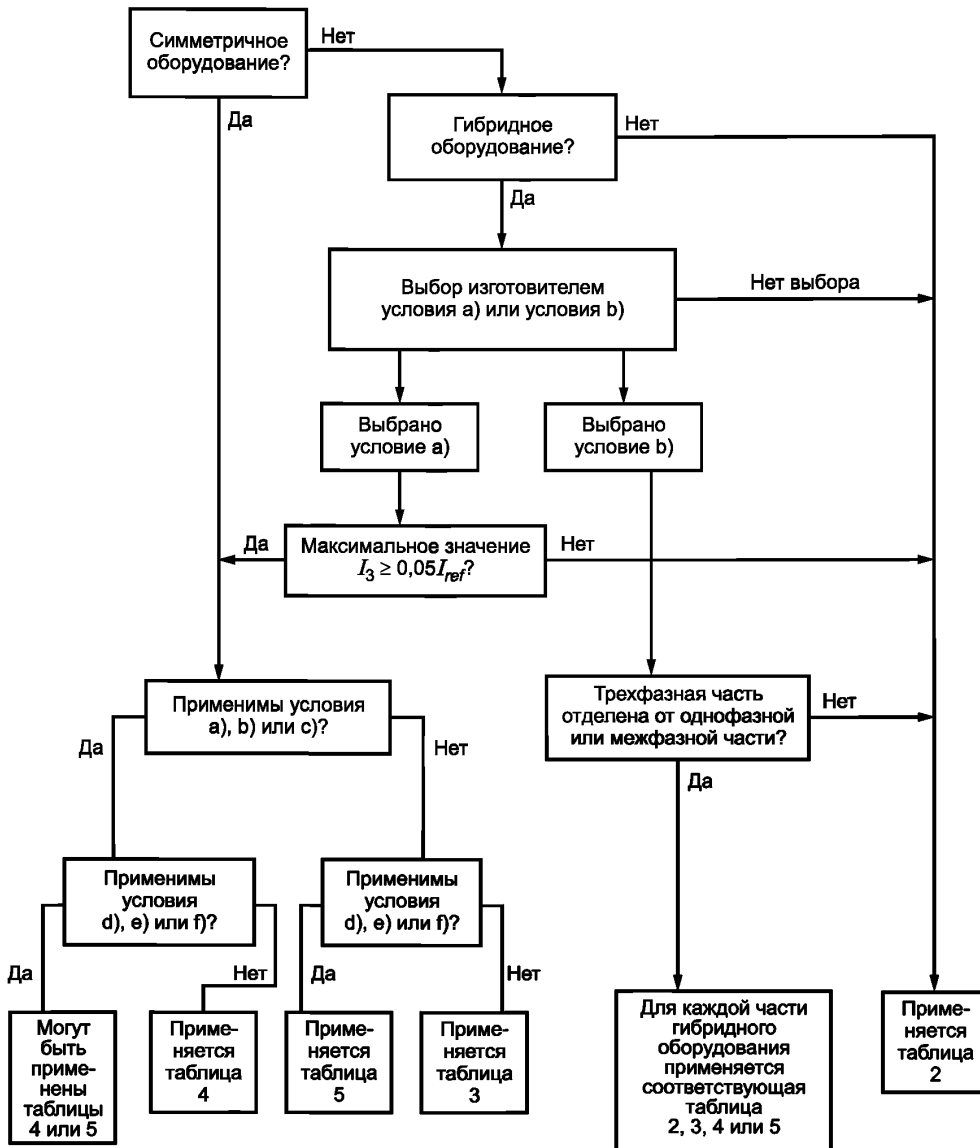 Симметричное
оборудование?
Нет
Да
Гибридное
оборудование?
Нет
Да
Выбор изготовителем
условия a) или условия b)
Нет выбора
Выбрано
условие a)
Выбрано
условие b)
Да
Максимальное значение
I₃ ≥ 0,05I_ref?
Нет
Применимы условия
a), b) или c)?
Да
Нет
Трехфазная часть
отделена от однофазной
или межфазной части?
Нет
Да
Применимы
условия
d), e) или f)?
Да
Нет
Применимы
условия
d), e) или f)?
Да
Нет
Могут
быть
приме-
нены
таблицы
4 или 5
Приме-
няется
таблица
4
Приме-
няется
таблица
5
Приме-
няется
таблица
3
Для каждой части
гибридного
оборудования
применяется
соответствующая
таблица
2, 3, 4 или 5
Приме-
няется
таблица
2